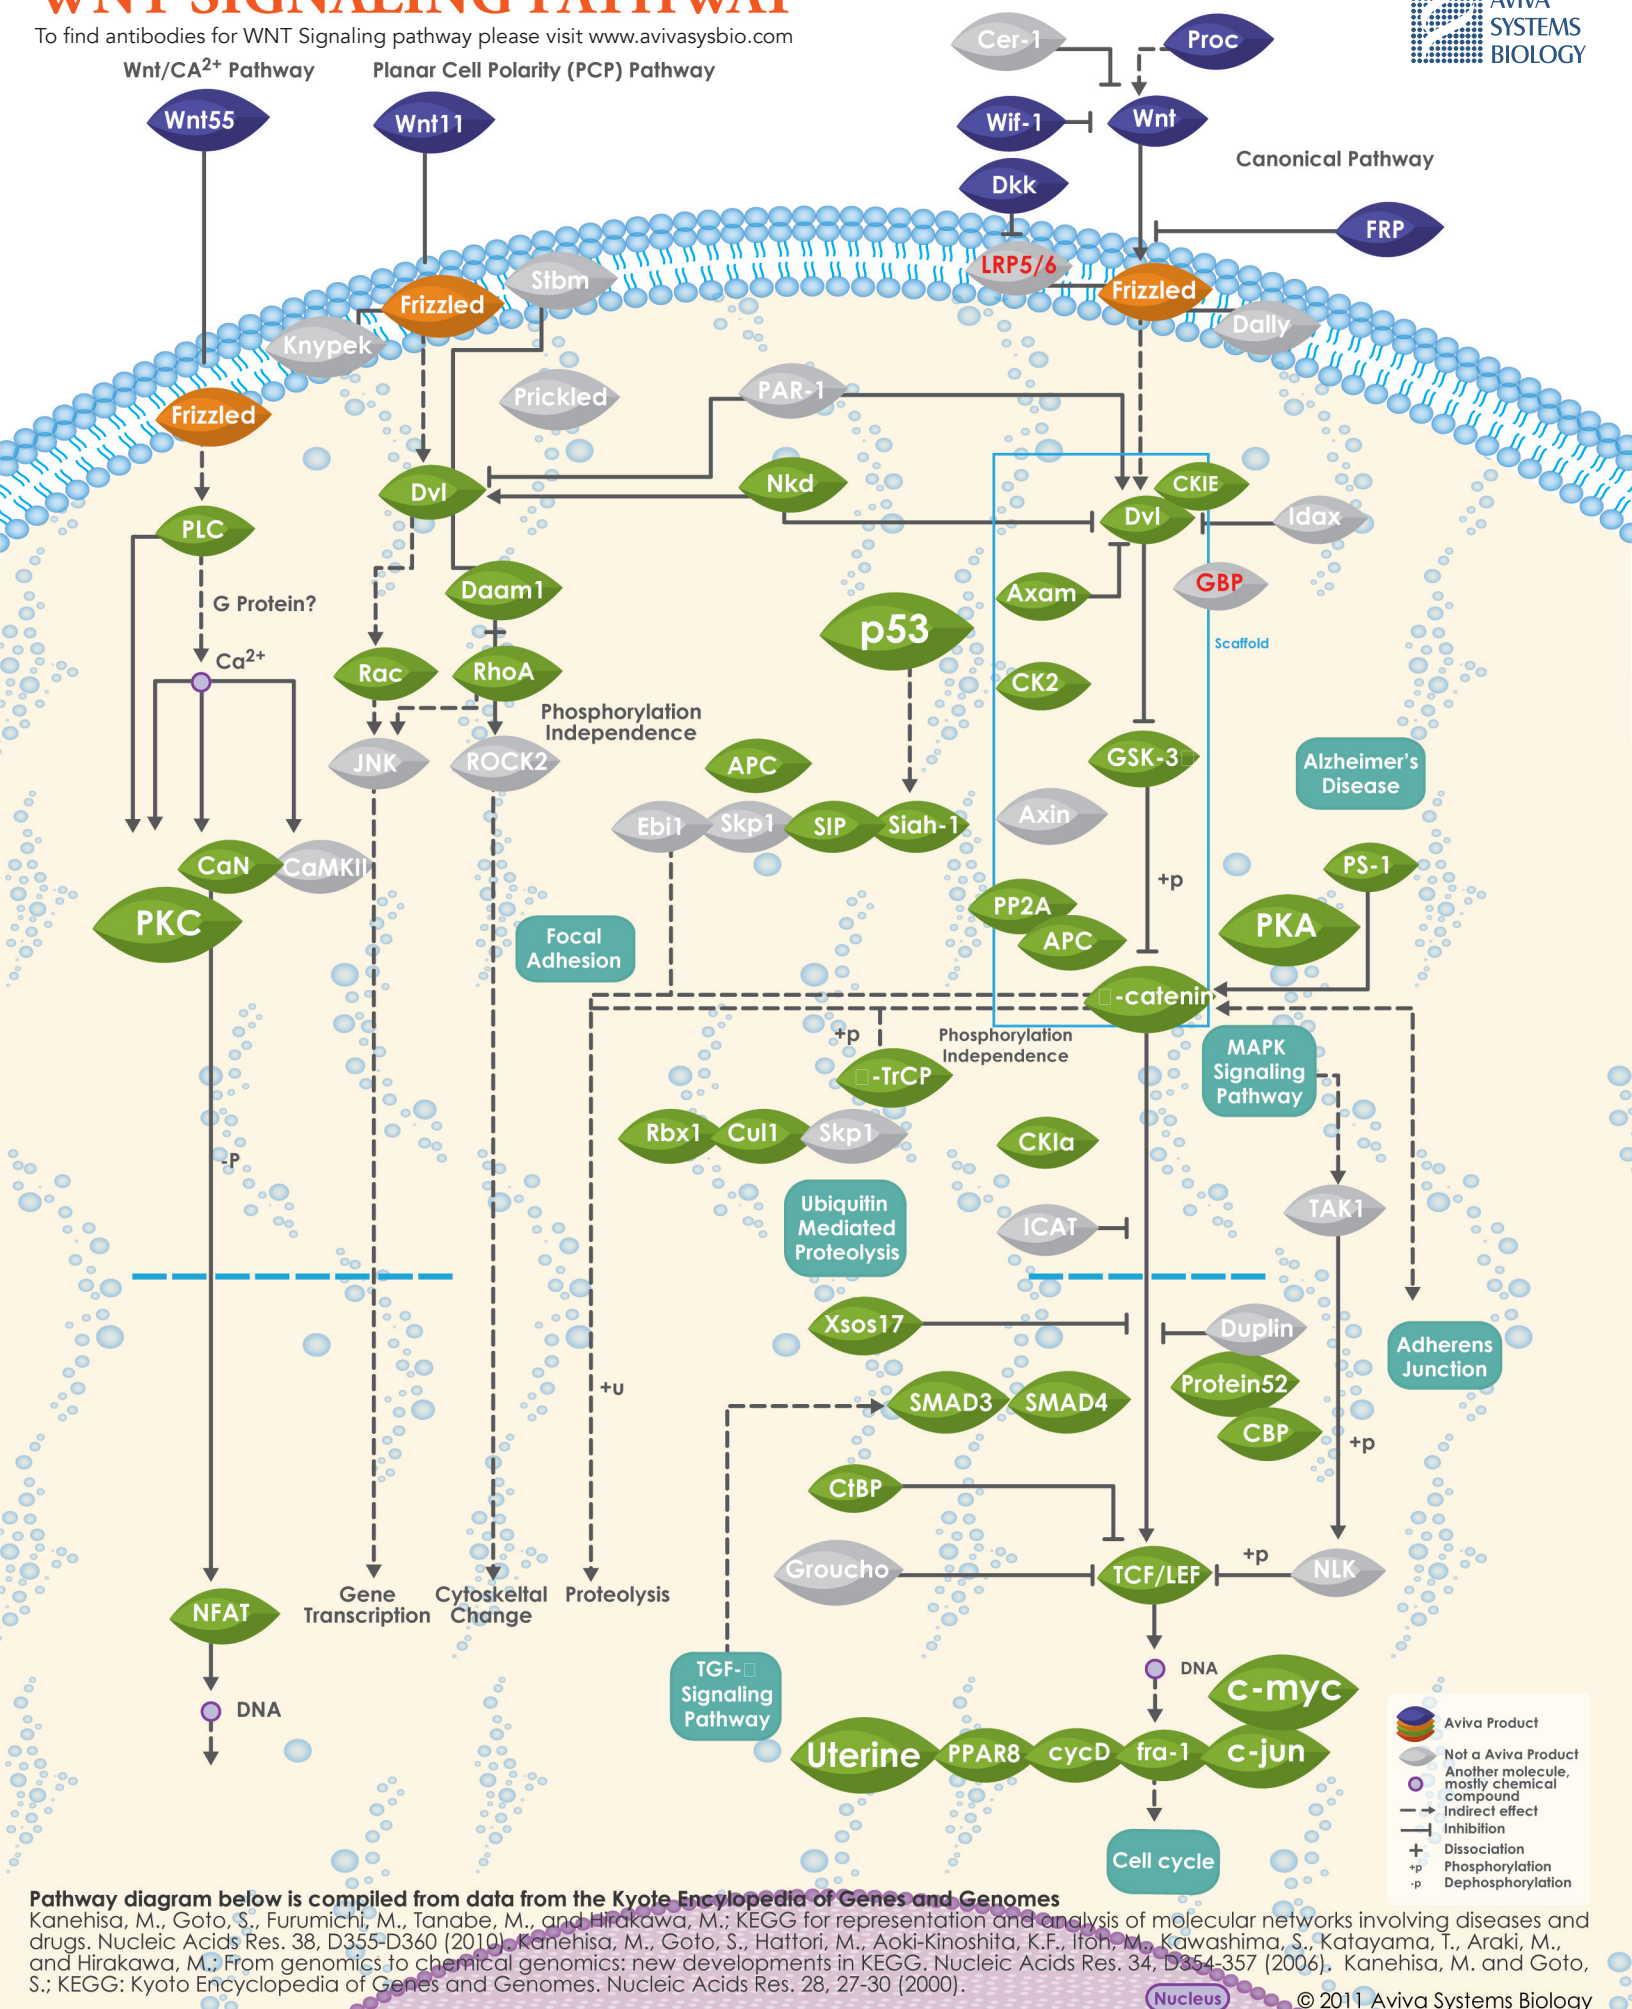 WNT SIGNALING PATHWAY
To find antibodies for WNT Signaling pathway please visit www.avivasysbio.com
AVIVA
SYSTEMS
BIOLOGY
Wnt/CA2+ Pathway
Planar Cell Polarity (PCP) Pathway
Canonical Pathway
Cer-1
Proc
Wnt55
Wnt11
Wif-1
Wnt
Dkk
FRP
LRP5/6
Frizzled
Dally
Stbm
Frizzled
Knypek
Frizzled
Prickled
PAR-1
Dvl
Nkd
CKIE
Dvl
Idax
PLC
GBP
Daam1
Axam
G Protein?
p53
Scaffold
Ca2+
Rac
RhoA
CK2
Phosphorylation
Independence
JNK
ROCK2
APC
GSK-3□
Alzheimer's
Disease
Ebi1
Skp1
SIP
Siah-1
Axin
CaN
CaMKII
PS-1
+p
PKC
PP2A
APC
PKA
Focal
Adhesion
□-catenin
+p
Phosphorylation
Independence
MAPK
Signaling
Pathway
□-TrCP
Rbx1
Cul1
Skp1
CKIa
-P
Ubiquitin
Mediated
Proteolysis
ICAT
TAK1
Xsos17
Duplin
Adherens
Junction
+u
SMAD3
SMAD4
Protein52
CBP
+p
CtBP
Groucho
TCF/LEF
+p
NLK
NFAT
Gene
Transcription
Cytoskeltal
Change
Proteolysis
DNA
TGF-□
Signaling
Pathway
DNA
c-myc
Uterine
PPAR8
cycD
fra-1
c-jun
Cell cycle
Aviva Product
Not a Aviva Product
Another molecule,
mostly chemical
compound
Indirect effect
Inhibition
+ Dissociation
+p Phosphorylation
-p Dephosphorylation
Pathway diagram below is compiled from data from the Kyote Encylopedia of Genes and Genomes
Kanehisa, M., Goto, S., Furumichi, M., Tanabe, M., and Hirakawa, M.; KEGG for representation and analysis of molecular networks involving diseases and
drugs. Nucleic Acids Res. 38, D355-D360 (2010). Kanehisa, M., Goto, S., Hattori, M., Aoki-Kinoshita, K.F., Itoh, M., Kawashima, S., Katayama, T., Araki, M.,
and Hirakawa, M.; From genomics to chemical genomics: new developments in KEGG. Nucleic Acids Res. 34, D354-357 (2006). Kanehisa, M. and Goto,
S.; KEGG: Kyoto Encyclopedia of Genes and Genomes. Nucleic Acids Res. 28, 27-30 (2000).
Nucleus
© 2011 Aviva Systems Biology